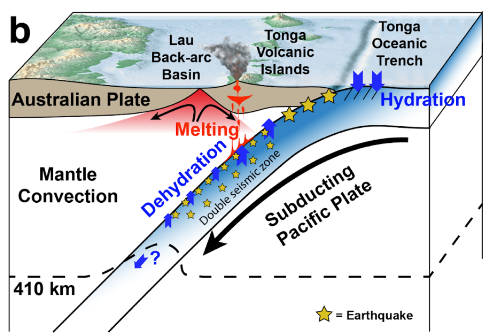 b
Lau
Back-arc
Basin
Tonga
Volcanic
Islands
Tonga
Oceanic
Trench
Australian Plate
Hydration
Melting
Dehydration
Double seismic zone
Mantle
Convection
Subducting
Pacific Plate
?
410 km
= Earthquake